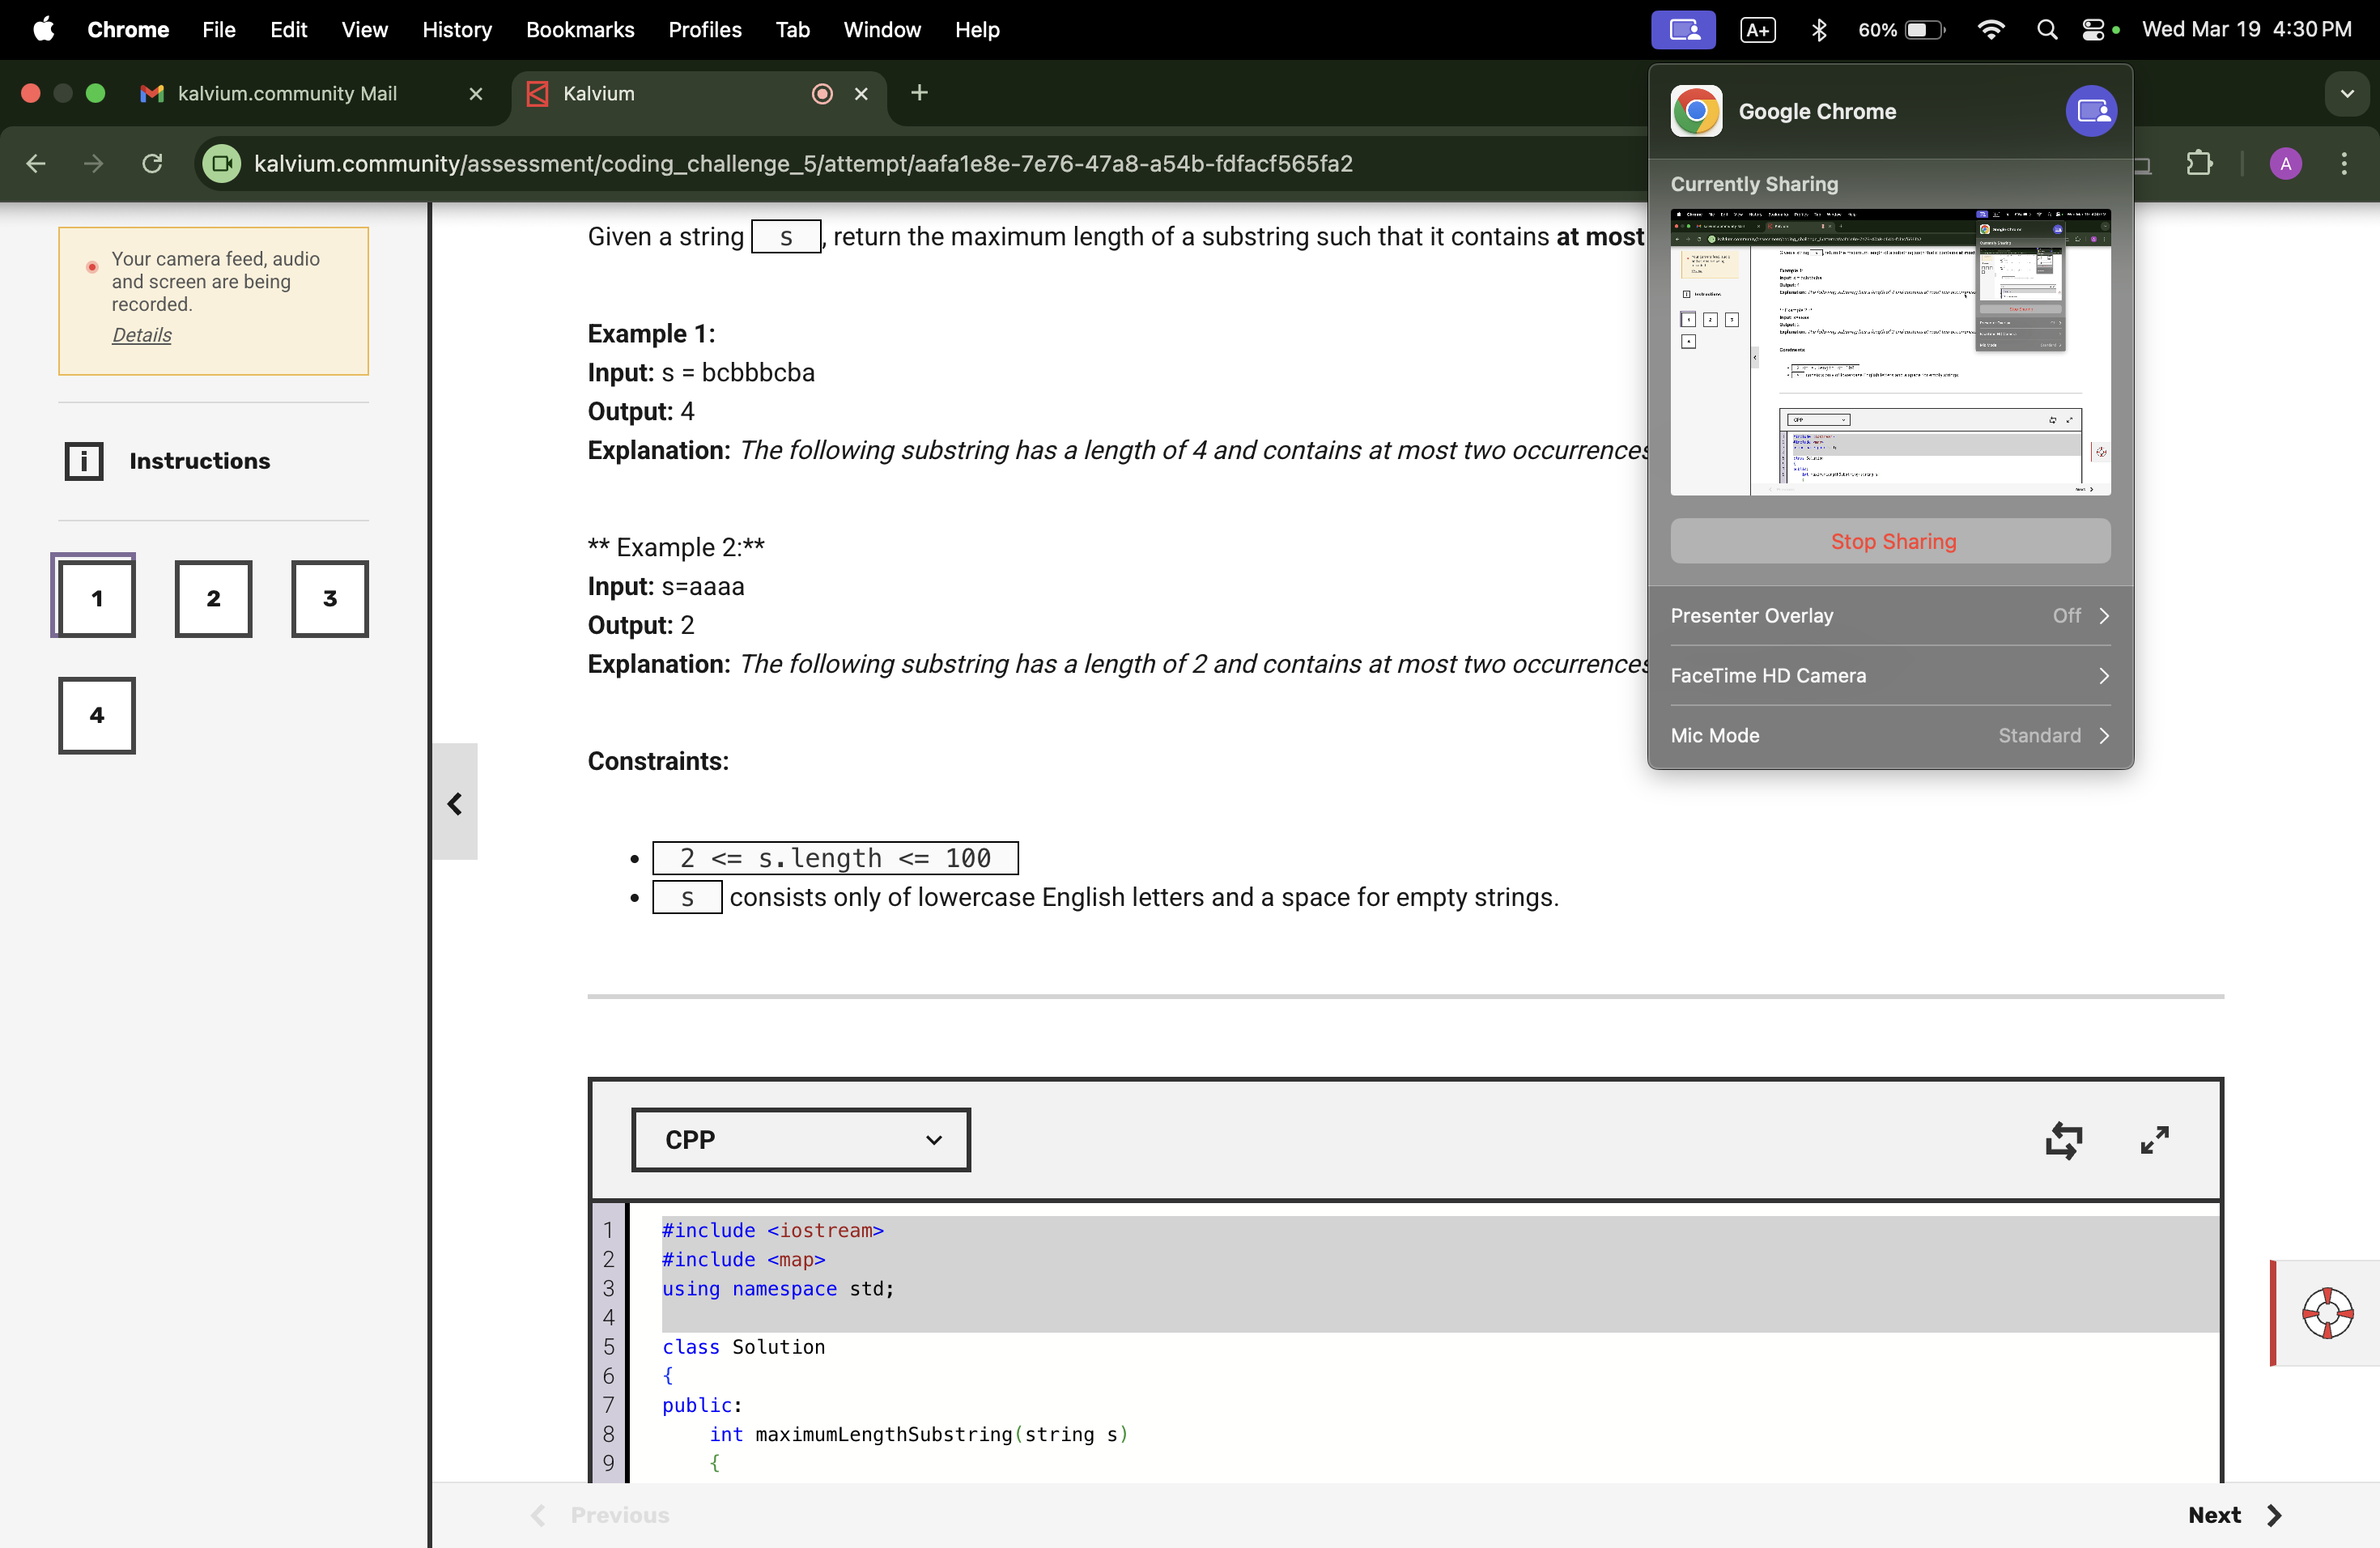 Chrome File Edit View History Bookmarks Profiles Tab Window Help A+ 60% Wed Mar 19 4:30 PM
kalvium.community Mail
Kalvium
kalvium.community/assessment/coding_challenge_5/attempt/aafa1e8e-7e76-47a8-a54b-fdfacf565fa2
A
Google Chrome
Currently Sharing
Stop Sharing
Presenter Overlay Off
FaceTime HD Camera
Mic Mode Standard
Your camera feed, audio
and screen are being
recorded.
Details
Instructions
1 2 3
4
Given a string s, return the maximum length of a substring such that it contains at most
Example 1:
Input: s = bcbbbcba
Output: 4
Explanation: The following substring has a length of 4 and contains at most two occurrences
** Example 2:**
Input: s=aaaa
Output: 2
Explanation: The following substring has a length of 2 and contains at most two occurrences
Constraints:
2 <= s.length <= 100
s consists only of lowercase English letters and a space for empty strings.
CPP
1 #include <iostream>
2 #include <map>
3 using namespace std;
4
5 class Solution
6 {
7 public:
8 int maximumLengthSubstring(string s)
9 {
Previous
Next